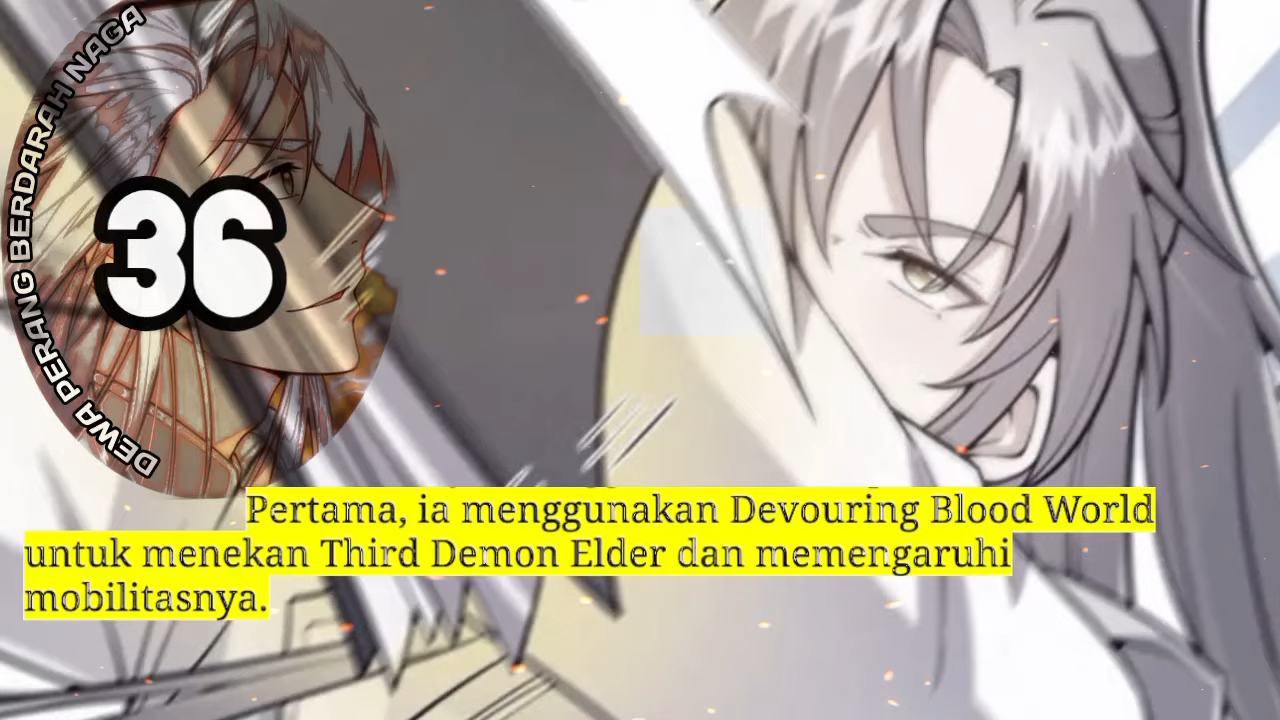 DEWA PERANG BERDARAH NAGA
36
Pertama, ia menggunakan Devouring Blood World
untuk menekan Third Demon Elder dan memengaruhi
mobilitasnya.